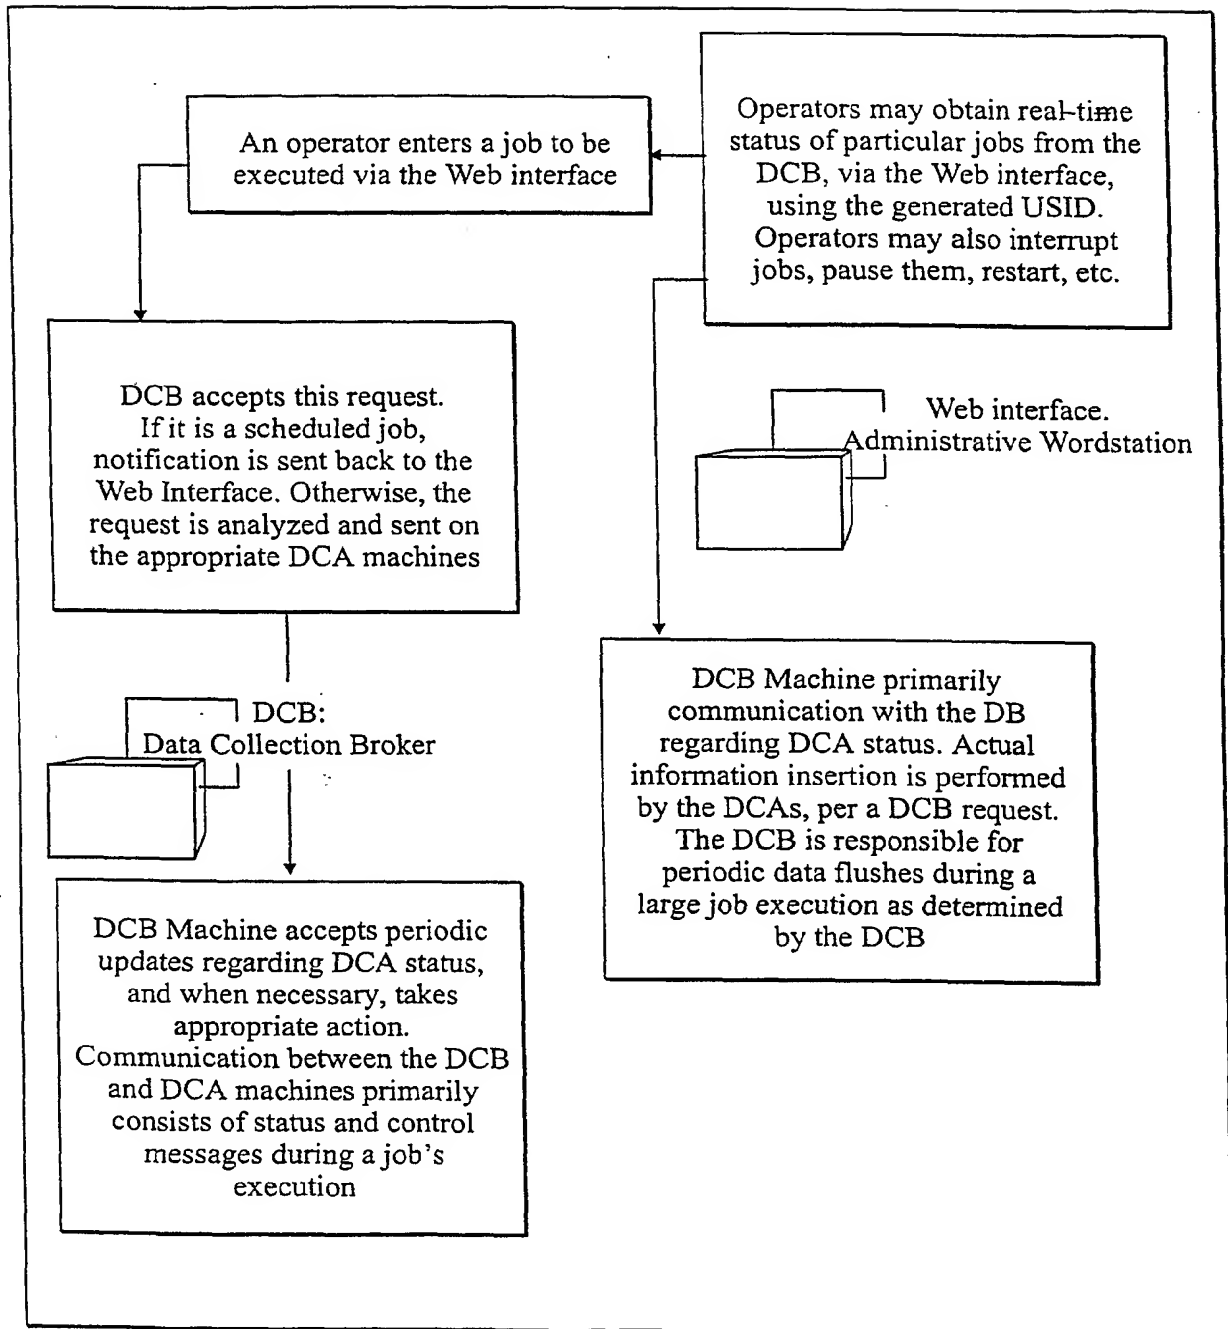 An operator enters a job to be
executed via the Web interface
Operators may obtain real-time
status of particular jobs from the
DCB, via the Web interface,
using the generated USID.
Operators may also interrupt
jobs, pause them, restart, etc.
DCB accepts this request.
If it is a scheduled job,
notification is sent back to the
Web Interface. Otherwise, the
request is analyzed and sent on
the appropriate DCA machines
Web interface.
Administrative Wordstation
DCB:
Data Collection Broker
DCB Machine primarily
communication with the DB
regarding DCA status. Actual
information insertion is performed
by the DCAs, per a DCB request.
The DCB is responsible for
periodic data flushes during a
large job execution as determined
by the DCB
DCB Machine accepts periodic
updates regarding DCA status,
and when necessary, takes
appropriate action.
Communication between the DCB
and DCA machines primarily
consists of status and control
messages during a job's
execution